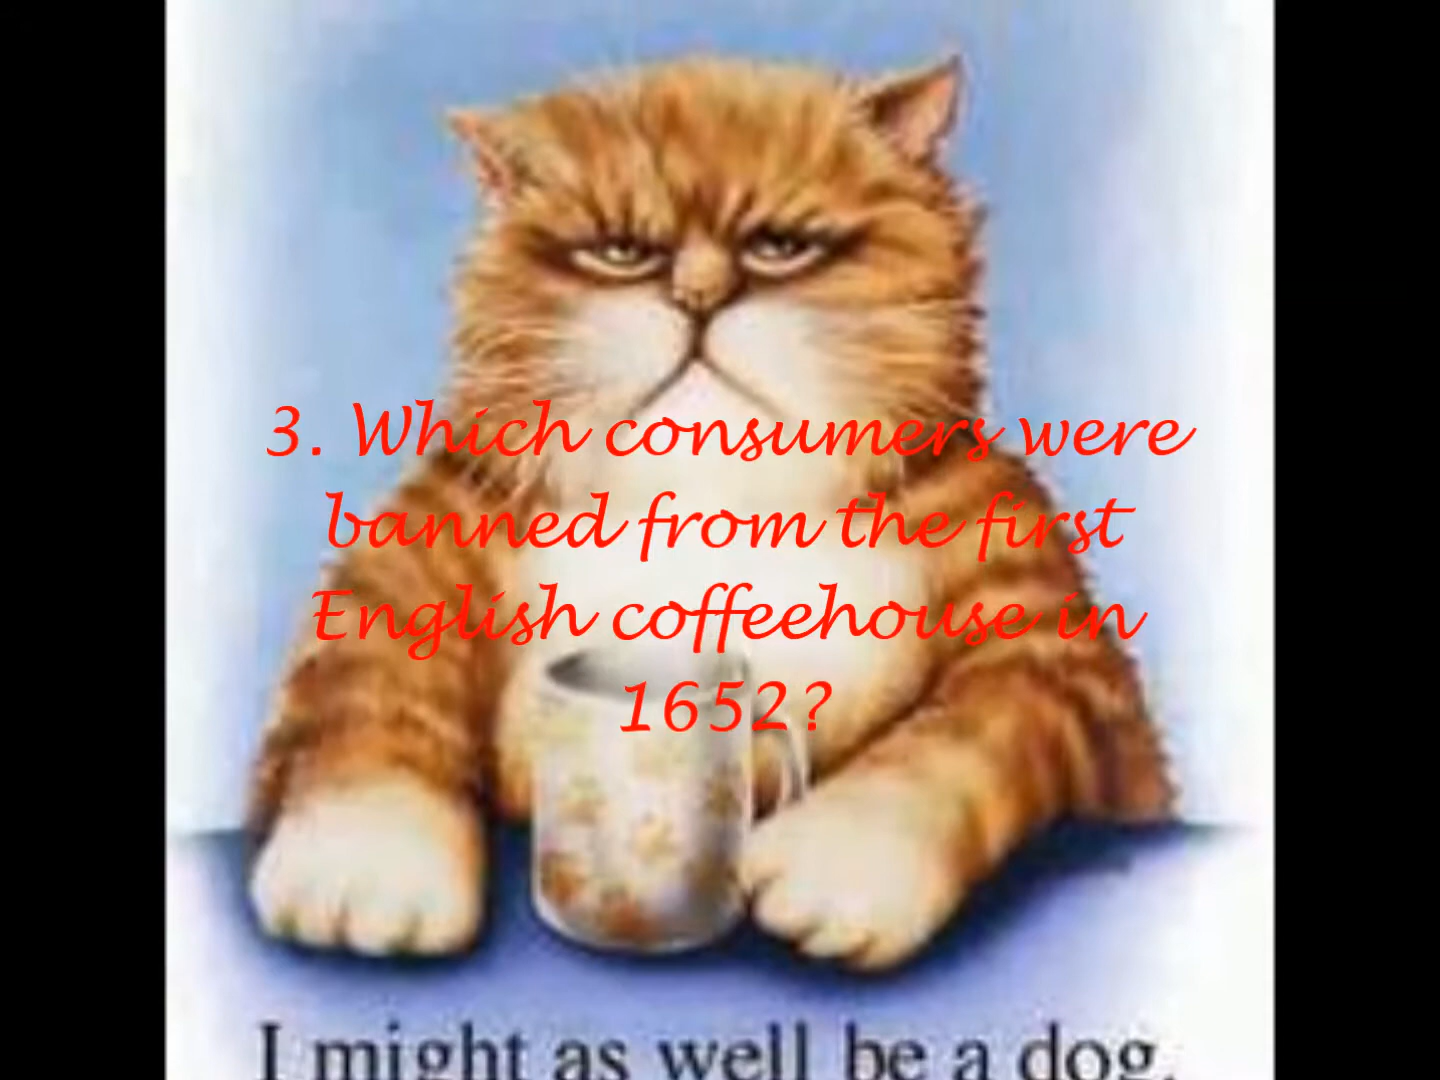 3. Which consumers were
banned from the first
English coffeehouse in
1652?
I might as well be a dog.